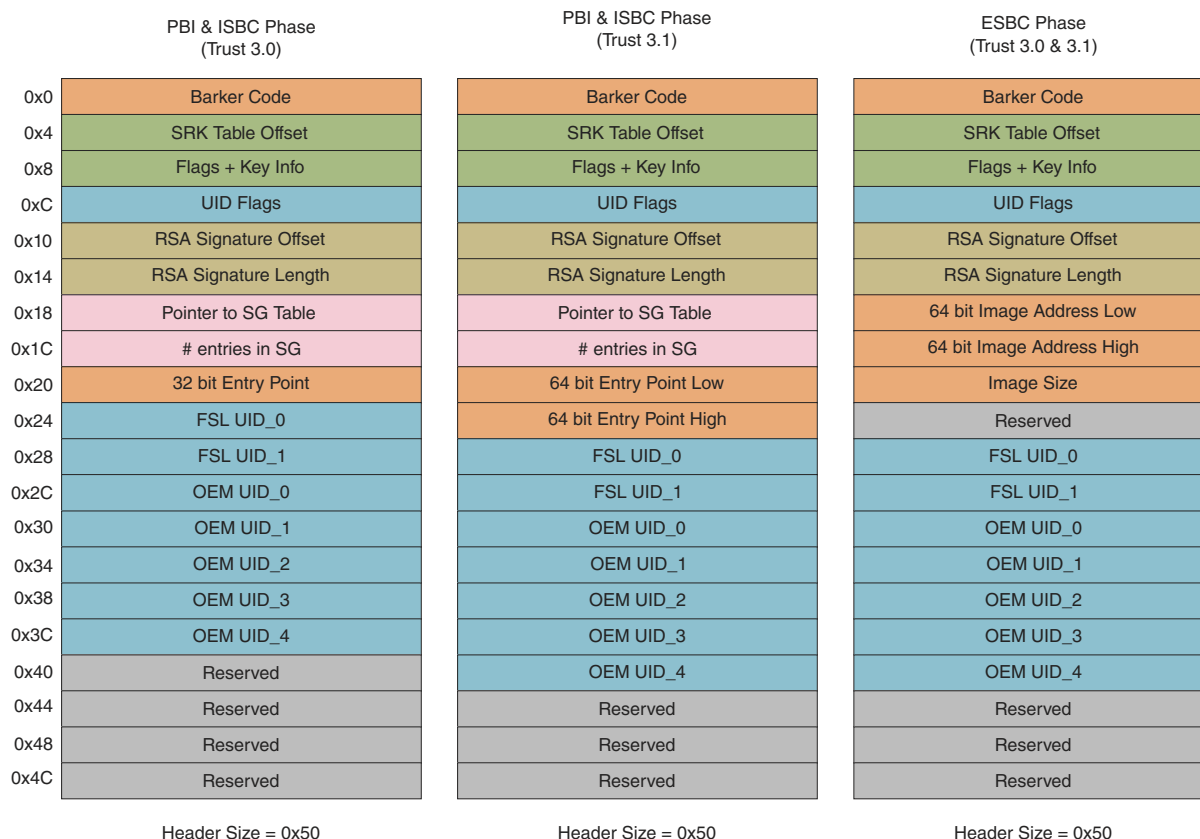 PBI & ISBC Phase
(Trust 3.0)
PBI & ISBC Phase
(Trust 3.1)
ESBC Phase
(Trust 3.0 & 3.1)
0x0 Barker Code Barker Code Barker Code
0x4 SRK Table Offset SRK Table Offset SRK Table Offset
0x8 Flags + Key Info Flags + Key Info Flags + Key Info
0xC UID Flags UID Flags UID Flags
0x10 RSA Signature Offset RSA Signature Offset RSA Signature Offset
0x14 RSA Signature Length RSA Signature Length RSA Signature Length
0x18 Pointer to SG Table Pointer to SG Table 64 bit Image Address Low
0x1C # entries in SG # entries in SG 64 bit Image Address High
0x20 32 bit Entry Point 64 bit Entry Point Low Image Size
0x24 FSL UID_0 64 bit Entry Point High Reserved
0x28 FSL UID_1 FSL UID_0 FSL UID_0
0x2C OEM UID_0 FSL UID_1 FSL UID_1
0x30 OEM UID_1 OEM UID_0 OEM UID_0
0x34 OEM UID_2 OEM UID_1 OEM UID_1
0x38 OEM UID_3 OEM UID_2 OEM UID_2
0x3C OEM UID_4 OEM UID_3 OEM UID_3
0x40 Reserved OEM UID_4 OEM UID_4
0x44 Reserved Reserved Reserved
0x48 Reserved Reserved Reserved
0x4C Reserved Reserved Reserved
Header Size = 0x50 Header Size = 0x50 Header Size = 0x50